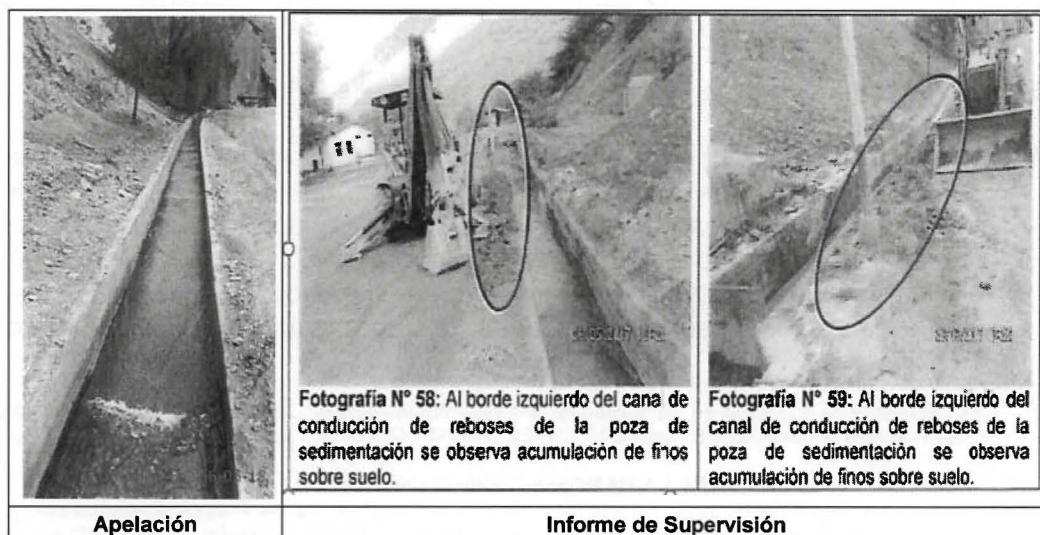 Fotografía N° 58: Al borde izquierdo del cana de
conducción de reboses de la poza de
sedimentación se observa acumulación de finos
sobre suelo.
Fotografía N° 59: Al borde izquierdo del
canal de conducción de reboses de la
poza de sedimentación se observa
acumulación de finos sobre suelo.
Apelación
Informe de Supervisión